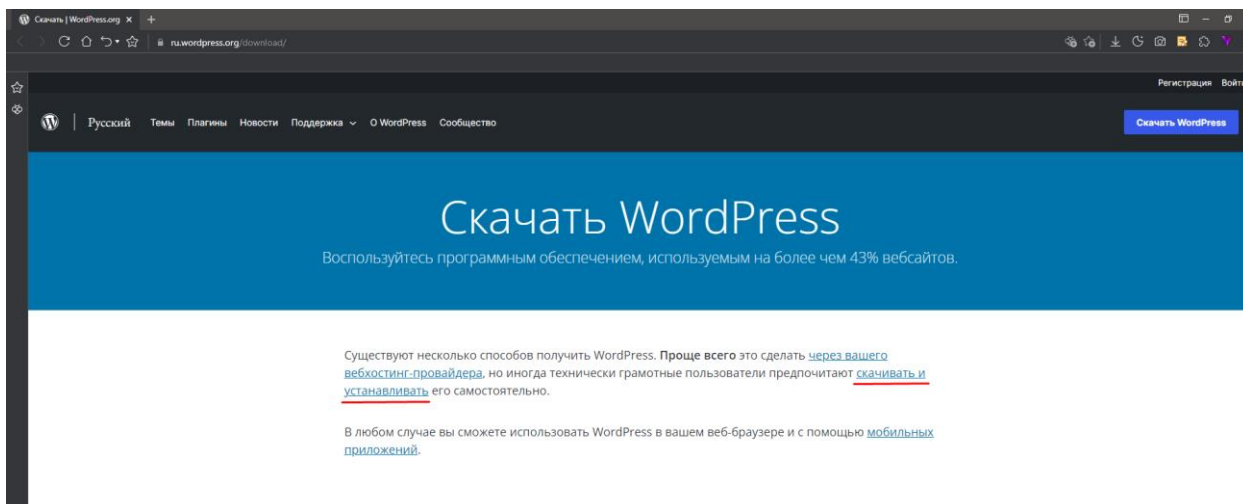 Скачать | WordPress.org
ru.wordpress.org/download/
Регистрация Войти
Русский Темы Плагины Новости Поддержка О WordPress Сообщество Скачать WordPress
Скачать WordPress
Воспользуйтесь программным обеспечением, используемым на более чем 43% вебсайтов.
Существуют несколько способов получить WordPress. Проще всего это сделать через вашего
вебхостинг-провайдера, но иногда технически грамотные пользователи предпочитают скачивать и
устанавливать его самостоятельно.
В любом случае вы сможете использовать WordPress в вашем веб-браузере и с помощью мобильных
приложений.